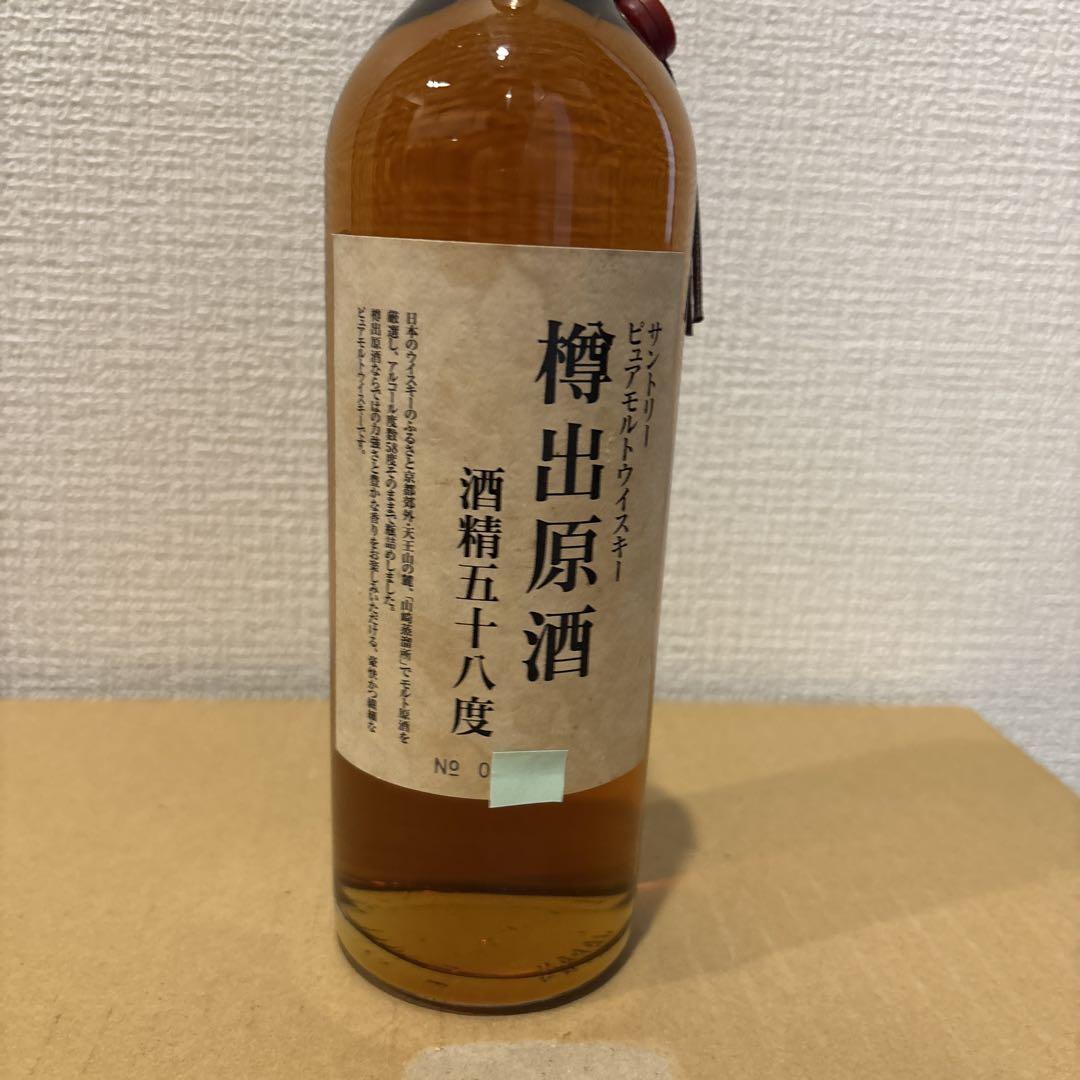 サントリー
ピュアモルトウイスキー
樽出原酒
酒精五十八度
日本のウイスキーのふるさと京都郊外・天王山の麓、「山崎蒸溜所」でモルト原酒を
厳選し、アルコール度数58度そのままで瓶詰めしました。
樽出原酒ならではの力強さと豊かな香りをお楽しみいただける、豪快かつ繊細な
ピュアモルトウイスキーです。
№ 0